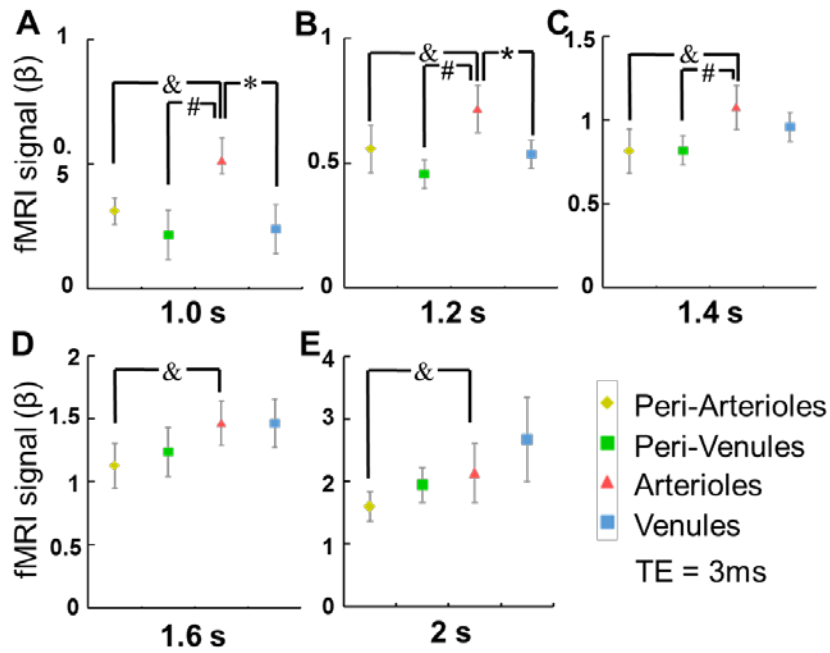 A
fMRI signal (β)
1
0.
5
0
&
#
*
1.0 s
B
1
0.5
0
&
#
*
1.2 s
C
1.5
1
0.5
0
&
#
1.4 s
D
fMRI signal (β)
2
1.5
1
0.5
0
&
1.6 s
E
4
3
2
1
0
&
2 s
Peri-Arterioles
Peri-Venules
Arterioles
Venules
TE = 3ms